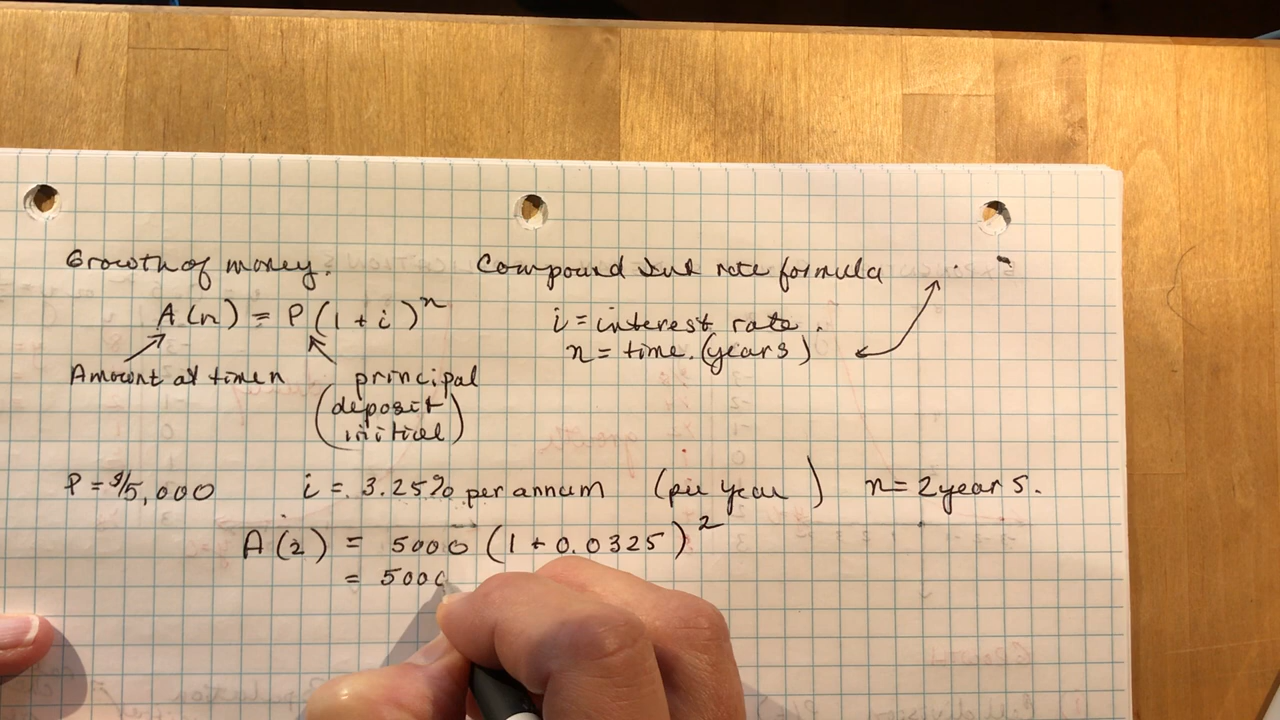 Growth of money. Compound Int rate formula
A(n) = P(1 + i)^n i = interest rate.
n = time. (years)
Amount at time n principal
(deposit
initial)
P = $5,000 i = 3.25% per annum (per year) n = 2 years.
A(2) = 5000 (1 + 0.0325)^2
= 5000